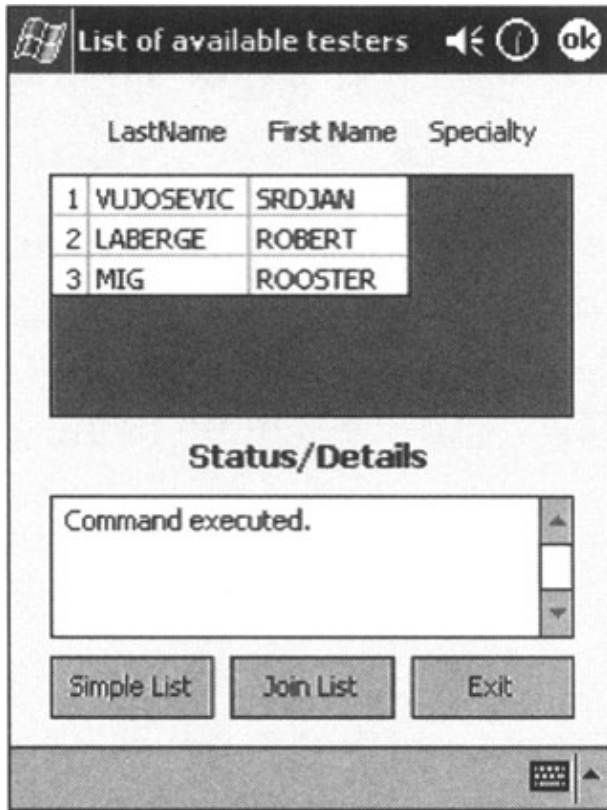 List of available testers ok
LastName First Name Specialty
1 VUJOSEVIC SRDJAN
2 LABERGE ROBERT
3 MIG ROOSTER
Status/Details
Command executed.
Simple List Join List Exit